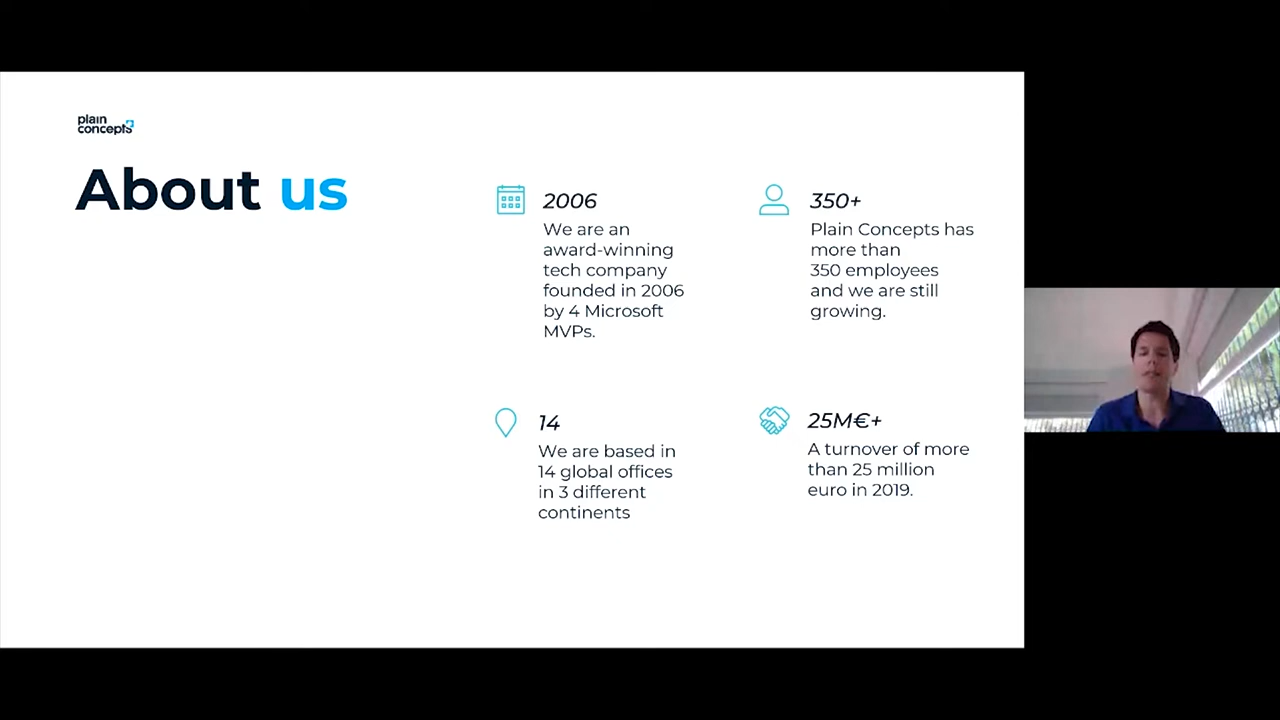 plain
concepts
About us
2006
We are an
award-winning
tech company
founded in 2006
by 4 Microsoft
MVPs.
350+
Plain Concepts has
more than
350 employees
and we are still
growing.
14
We are based in
14 global offices
in 3 different
continents
25M€+
A turnover of more
than 25 million
euro in 2019.